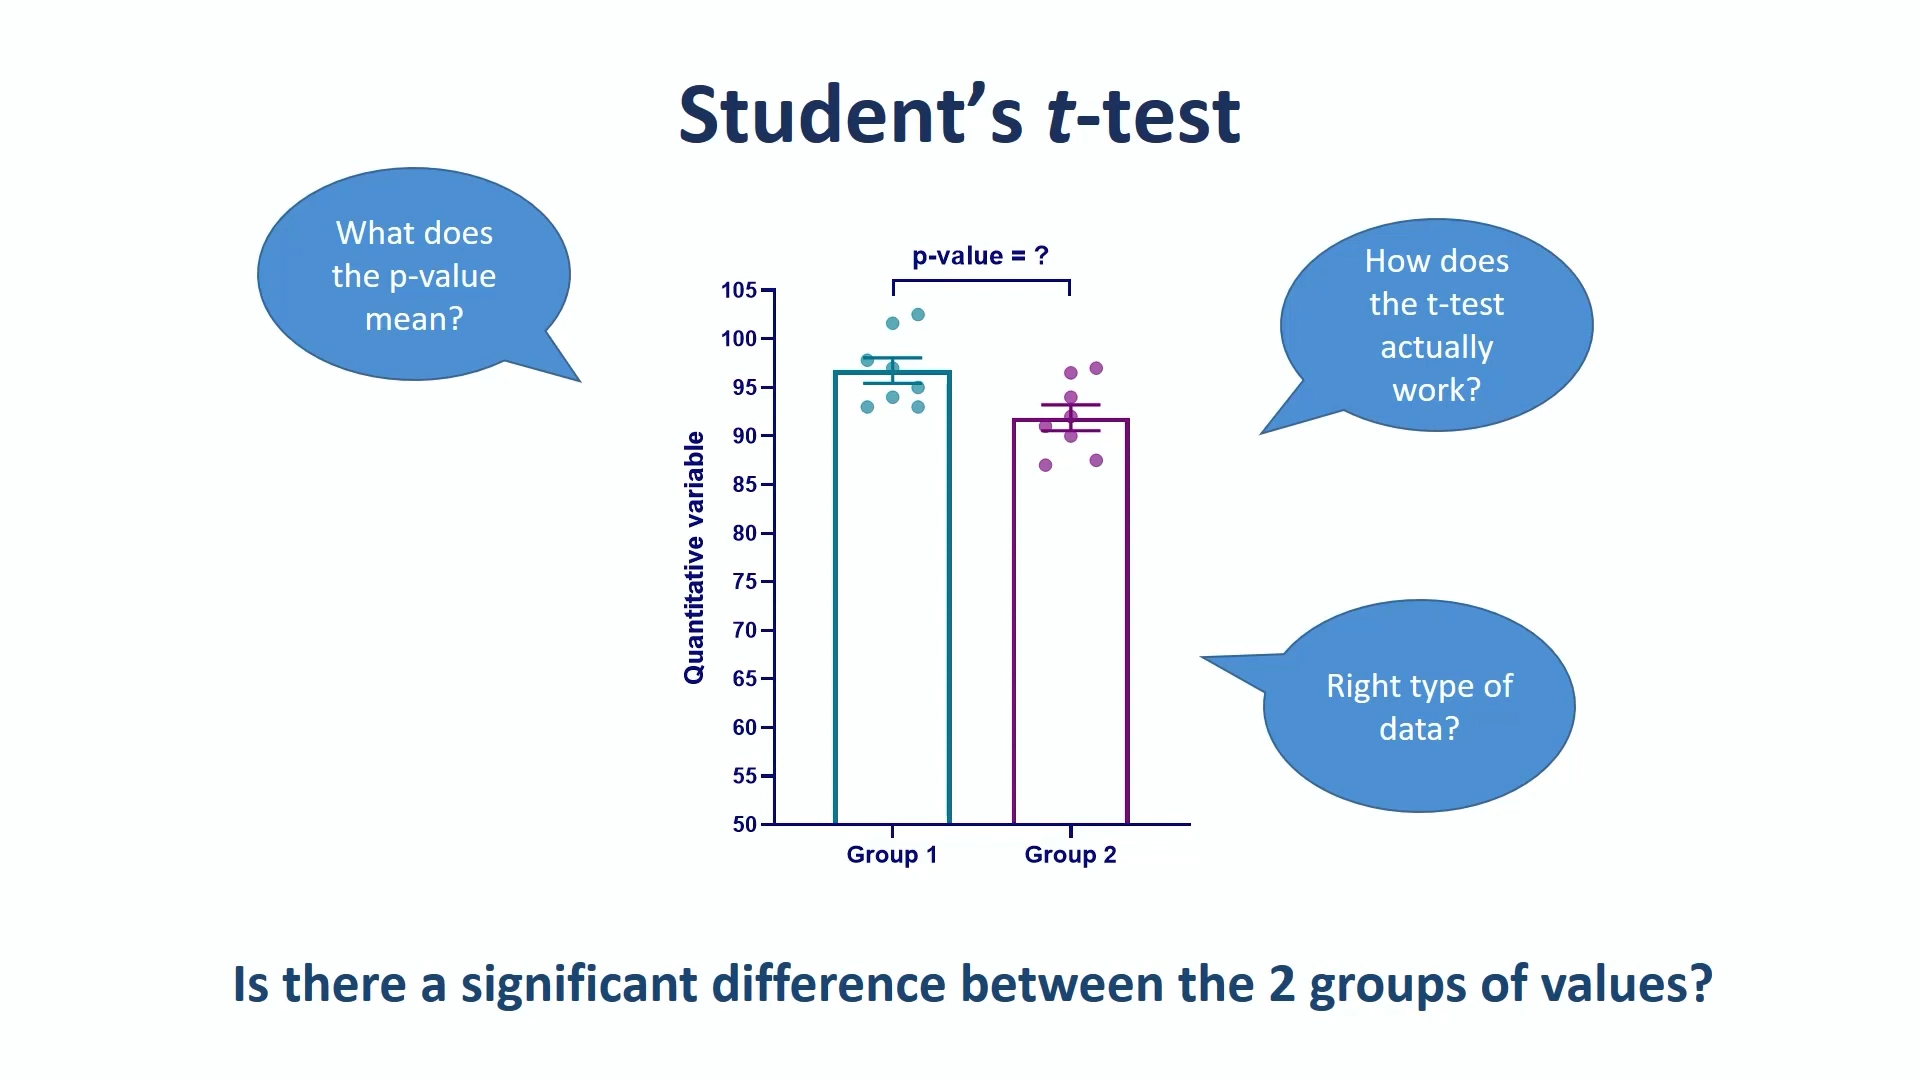 Student’s t-test
What does
the p-value
mean?
How does
the t-test
actually
work?
p-value = ?
105
100
95
90
85
80
75
70
65
60
55
50
Quantitative variable
Group 1
Group 2
Right type of
data?
Is there a significant difference between the 2 groups of values?